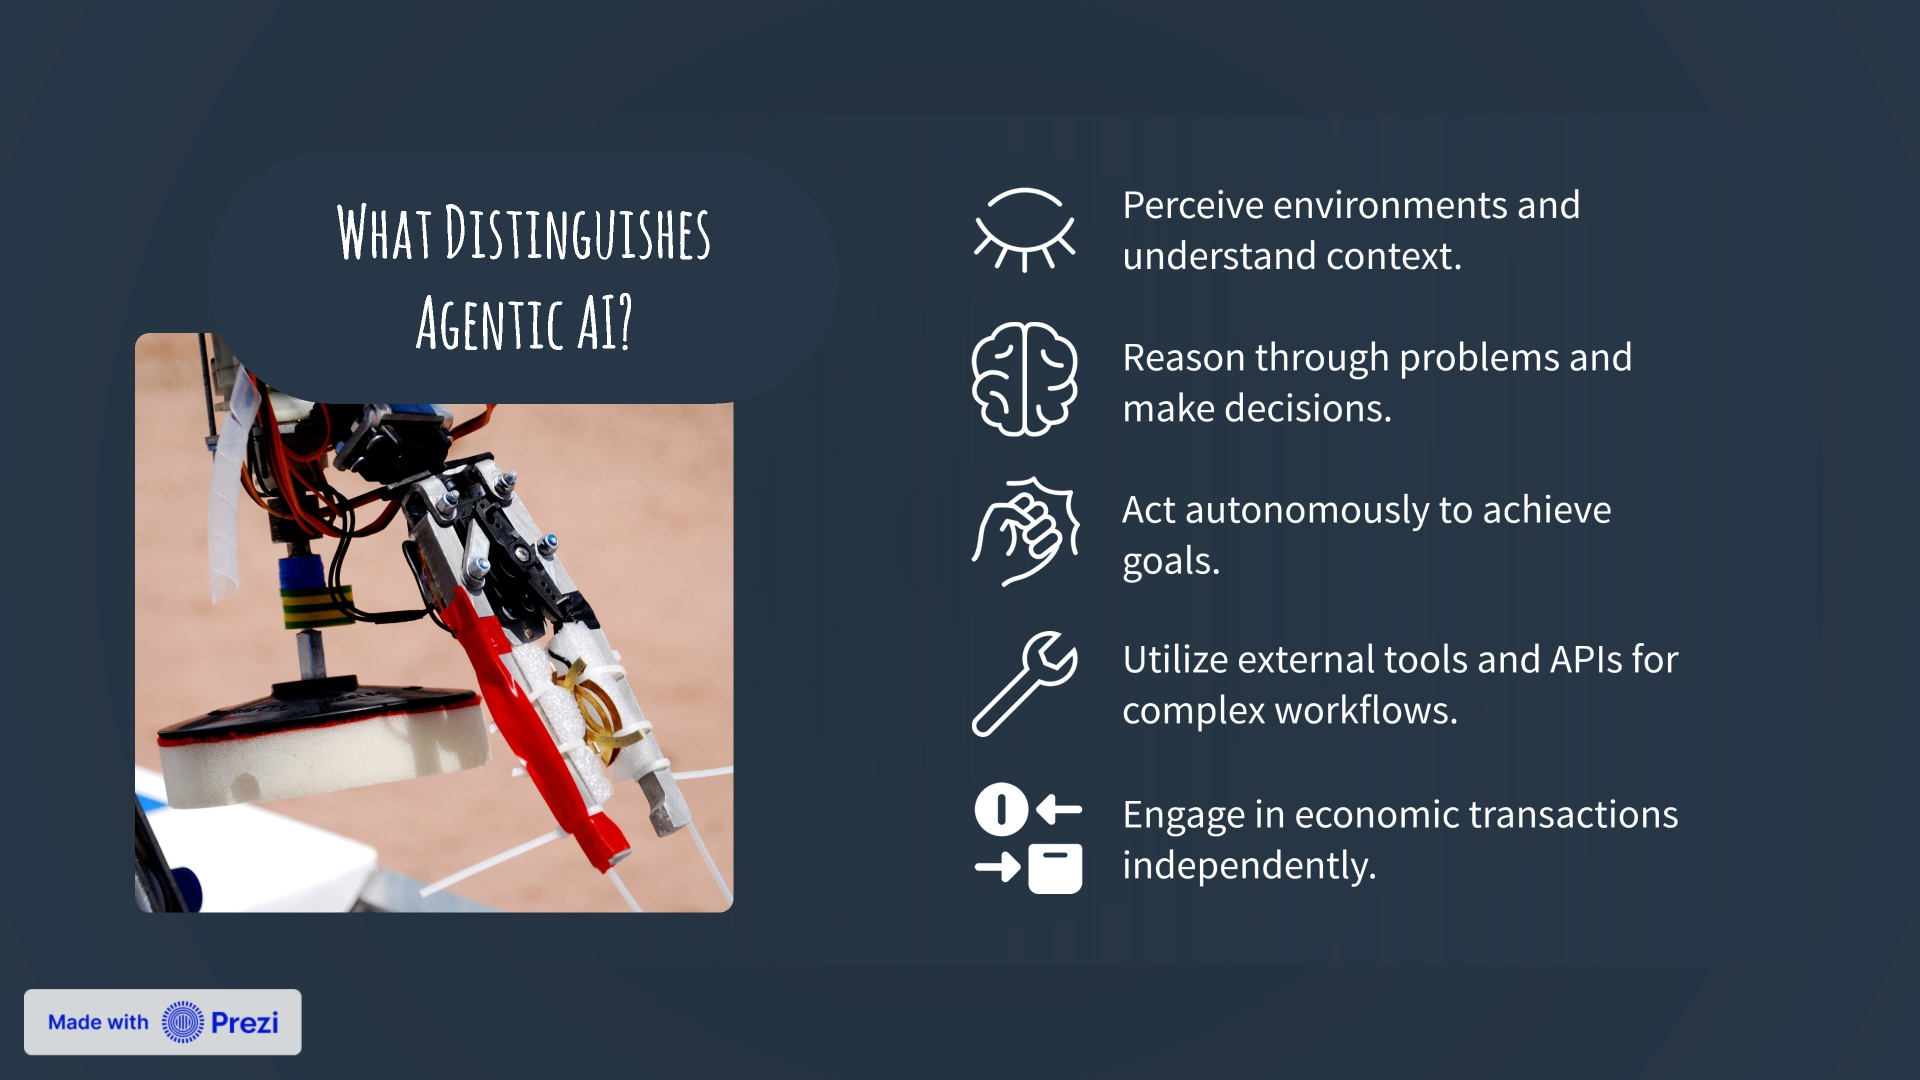 What Distinguishes
Agentic AI?
Perceive environments and
understand context.
Reason through problems and
make decisions.
Act autonomously to achieve
goals.
Utilize external tools and APIs for
complex workflows.
Engage in economic transactions
independently.
Made with Prezi